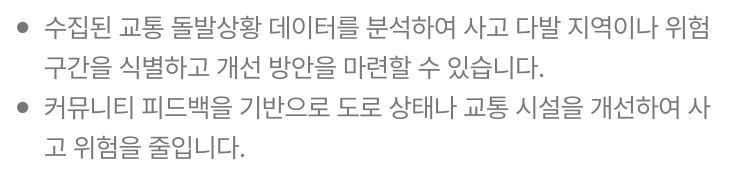 ● 수집된 교통 돌발상황 데이터를 분석하여 사고 다발 지역이나 위험
구간을 식별하고 개선 방안을 마련할 수 있습니다.
● 커뮤니티 피드백을 기반으로 도로 상태나 교통 시설을 개선하여 사
고 위험을 줄입니다.